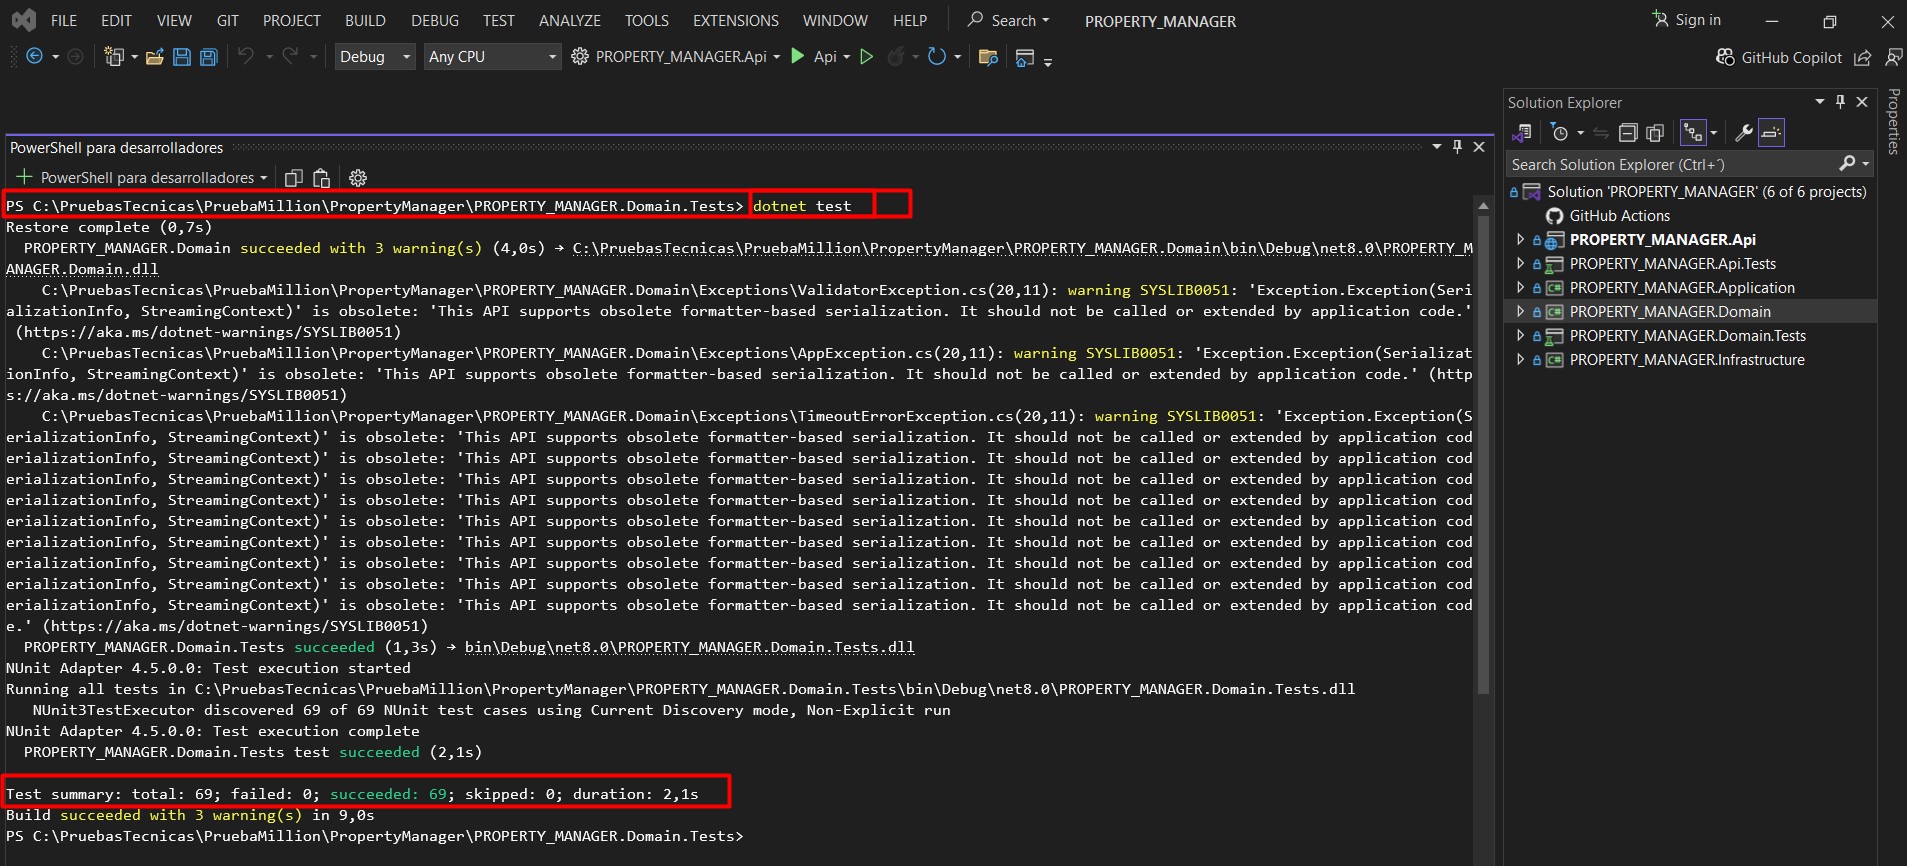 FILE EDIT VIEW GIT PROJECT BUILD DEBUG TEST ANALYZE TOOLS EXTENSIONS WINDOW HELP Search PROPERTY_MANAGER Sign in
Debug Any CPU PROPERTY_MANAGER.Api Api GitHub Copilot
PowerShell para desarrolladores
PowerShell para desarrolladores
PS C:\PruebasTecnicas\PruebaMillion\PropertyManager\PROPERTY_MANAGER.Domain.Tests> dotnet test
Restore complete (0,7s)
  PROPERTY_MANAGER.Domain succeeded with 3 warning(s) (4,0s) → C:\PruebasTecnicas\PruebaMillion\PropertyManager\PROPERTY_MANAGER.Domain\bin\Debug\net8.0\PROPERTY_M
ANAGER.Domain.dll
    C:\PruebasTecnicas\PruebaMillion\PropertyManager\PROPERTY_MANAGER.Domain\Exceptions\ValidatorException.cs(20,11): warning SYSLIB0051: 'Exception.Exception(Seri
alizationInfo, StreamingContext)' is obsolete: 'This API supports obsolete formatter-based serialization. It should not be called or extended by application code.'
 (https://aka.ms/dotnet-warnings/SYSLIB0051)
    C:\PruebasTecnicas\PruebaMillion\PropertyManager\PROPERTY_MANAGER.Domain\Exceptions\AppException.cs(20,11): warning SYSLIB0051: 'Exception.Exception(Serializat
ionInfo, StreamingContext)' is obsolete: 'This API supports obsolete formatter-based serialization. It should not be called or extended by application code.' (http
s://aka.ms/dotnet-warnings/SYSLIB0051)
    C:\PruebasTecnicas\PruebaMillion\PropertyManager\PROPERTY_MANAGER.Domain\Exceptions\TimeoutErrorException.cs(20,11): warning SYSLIB0051: 'Exception.Exception(S
erializationInfo, StreamingContext)' is obsolete: 'This API supports obsolete formatter-based serialization. It should not be called or extended by application cod
erializationInfo, StreamingContext)' is obsolete: 'This API supports obsolete formatter-based serialization. It should not be called or extended by application cod
erializationInfo, StreamingContext)' is obsolete: 'This API supports obsolete formatter-based serialization. It should not be called or extended by application cod
erializationInfo, StreamingContext)' is obsolete: 'This API supports obsolete formatter-based serialization. It should not be called or extended by application cod
erializationInfo, StreamingContext)' is obsolete: 'This API supports obsolete formatter-based serialization. It should not be called or extended by application cod
erializationInfo, StreamingContext)' is obsolete: 'This API supports obsolete formatter-based serialization. It should not be called or extended by application cod
erializationInfo, StreamingContext)' is obsolete: 'This API supports obsolete formatter-based serialization. It should not be called or extended by application cod
erializationInfo, StreamingContext)' is obsolete: 'This API supports obsolete formatter-based serialization. It should not be called or extended by application cod
erializationInfo, StreamingContext)' is obsolete: 'This API supports obsolete formatter-based serialization. It should not be called or extended by application cod
e.' (https://aka.ms/dotnet-warnings/SYSLIB0051)
  PROPERTY_MANAGER.Domain.Tests succeeded (1,3s) → bin\Debug\net8.0\PROPERTY_MANAGER.Domain.Tests.dll
NUnit Adapter 4.5.0.0: Test execution started
Running all tests in C:\PruebasTecnicas\PruebaMillion\PropertyManager\PROPERTY_MANAGER.Domain.Tests\bin\Debug\net8.0\PROPERTY_MANAGER.Domain.Tests.dll
   NUnit3TestExecutor discovered 69 of 69 NUnit test cases using Current Discovery mode, Non-Explicit run
NUnit Adapter 4.5.0.0: Test execution complete
  PROPERTY_MANAGER.Domain.Tests test succeeded (2,1s)
Test summary: total: 69; failed: 0; succeeded: 69; skipped: 0; duration: 2,1s
Build succeeded with 3 warning(s) in 9,0s
PS C:\PruebasTecnicas\PruebaMillion\PropertyManager\PROPERTY_MANAGER.Domain.Tests>
Solution Explorer
Search Solution Explorer (Ctrl+´)
Solution 'PROPERTY_MANAGER' (6 of 6 projects)
GitHub Actions
PROPERTY_MANAGER.Api
PROPERTY_MANAGER.Api.Tests
PROPERTY_MANAGER.Application
PROPERTY_MANAGER.Domain
PROPERTY_MANAGER.Domain.Tests
PROPERTY_MANAGER.Infrastructure
Properties